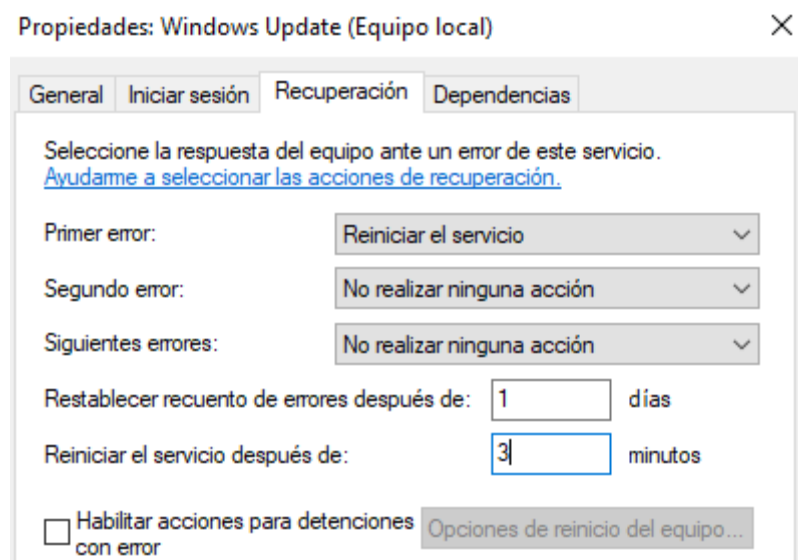 Propiedades: Windows Update (Equipo local)
General Iniciar sesión Recuperación Dependencias
Seleccione la respuesta del equipo ante un error de este servicio.
Ayudarme a seleccionar las acciones de recuperación.
Primer error: Reiniciar el servicio
Segundo error: No realizar ninguna acción
Siguientes errores: No realizar ninguna acción
Restablecer recuento de errores después de: 1 días
Reiniciar el servicio después de: 3 minutos
Habilitar acciones para detenciones Opciones de reinicio del equipo...
con error